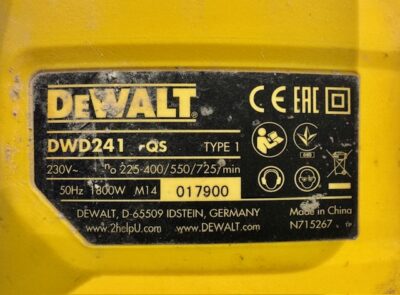 DEWALT
CE EAC
DWD241 -QS TYPE 1
230V~ 225-400/550/725/min
50Hz 1800W M14 017900
DEWALT, D-65509 IDSTEIN, GERMANY
www.2helpU.com www.DEWALT.com
Made in China
N715267